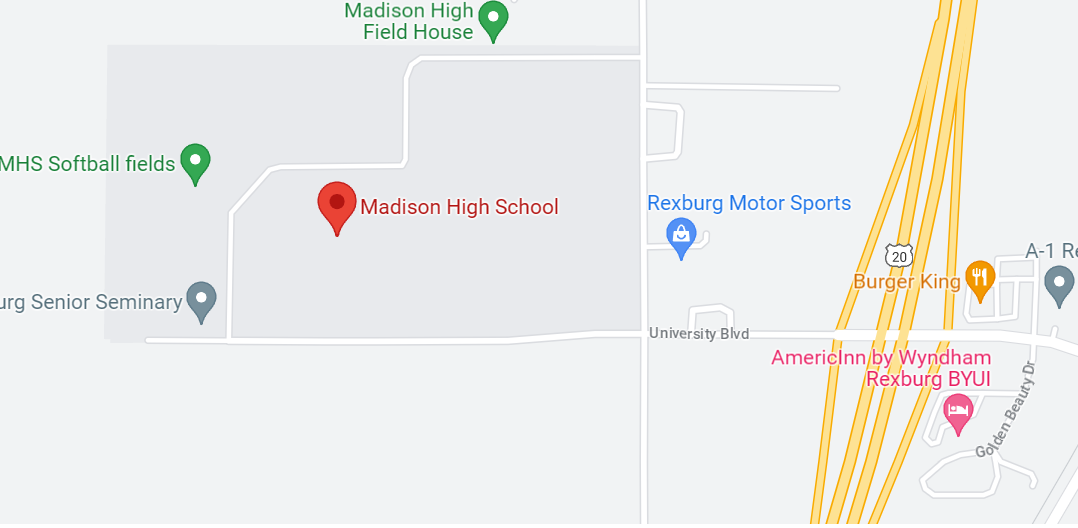 Madison High
Field House
MHS Softball fields
Madison High School
Rexburg Motor Sports
20
A-1 Re
Burger King
urg Senior Seminary
University Blvd
AmericInn by Wyndham
Rexburg BYUI
Golden Beauty Dr